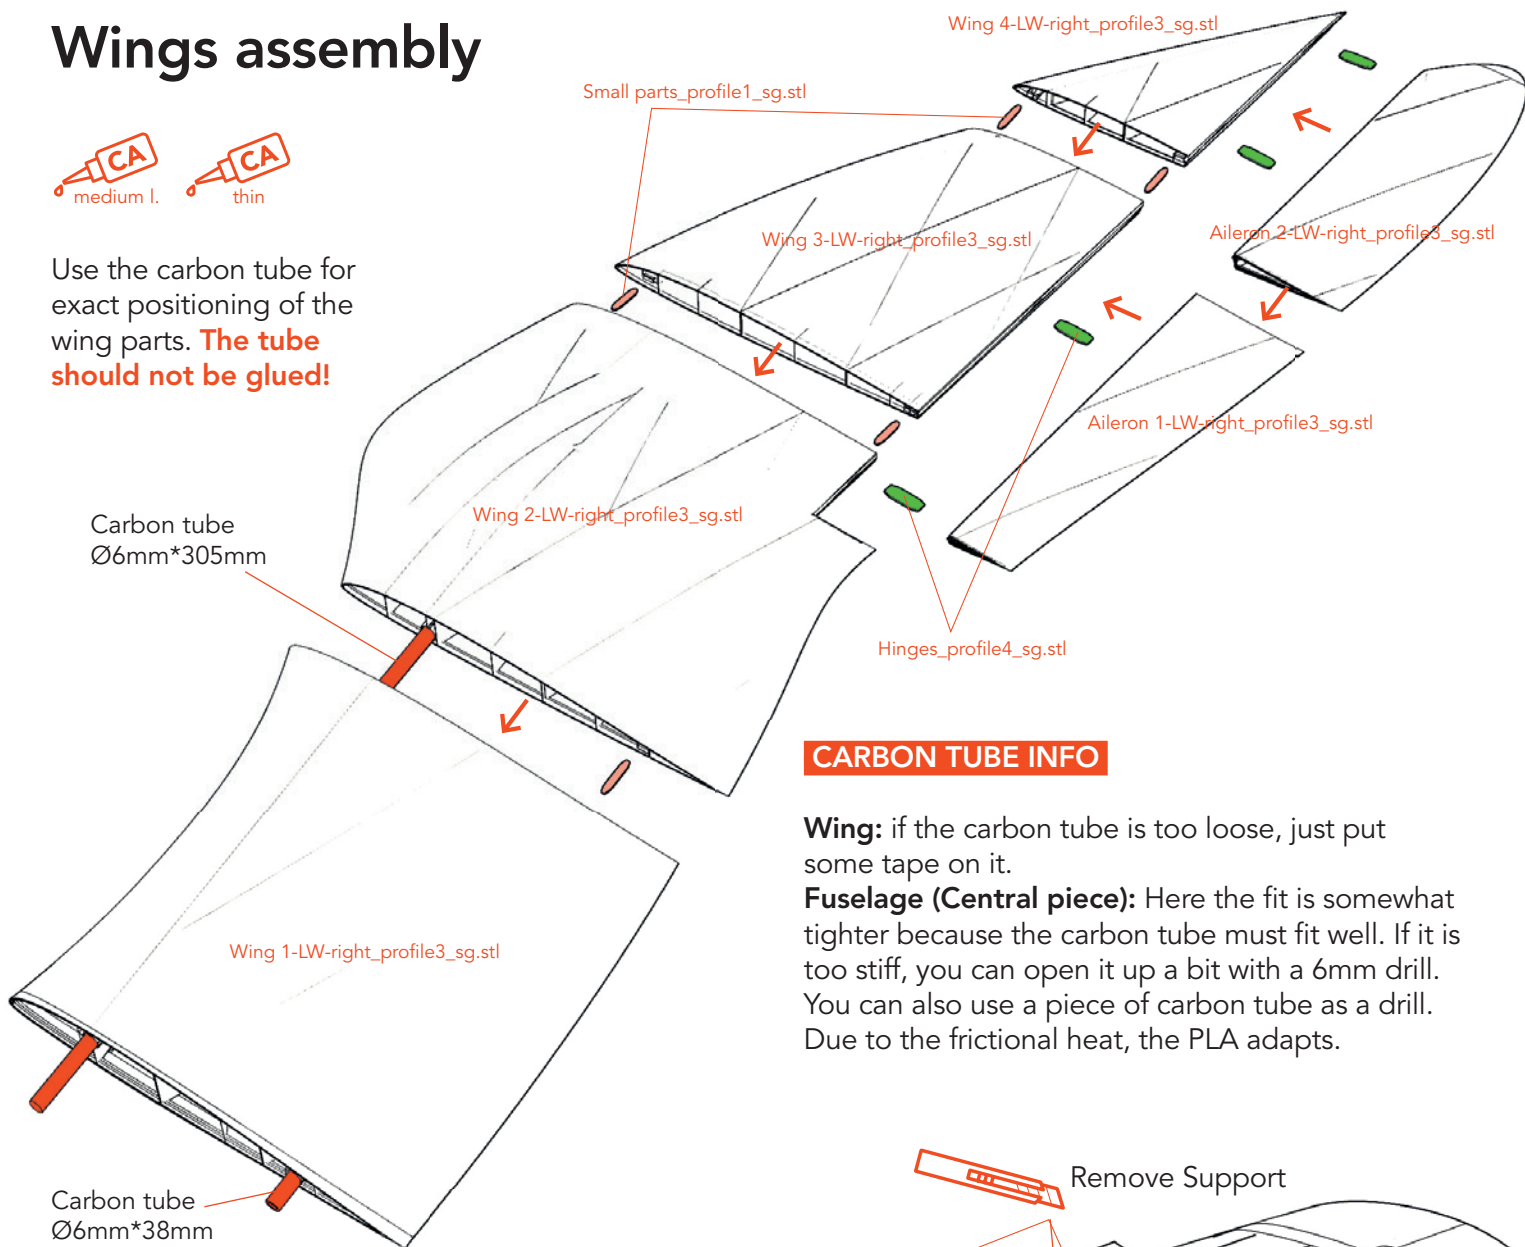 Wings assembly
CA
medium l.
CA
thin
Use the carbon tube for
exact positioning of the
wing parts. The tube
should not be glued!
Wing 4-LW-right_profile3_sg.stl
Small parts_profile1_sg.stl
Wing 3-LW-right_profile3_sg.stl
Aileron 2-LW-right_profile3_sg.stl
Aileron 1-LW-right_profile3_sg.stl
Wing 2-LW-right_profile3_sg.stl
Carbon tube
Ø6mm*305mm
Hinges_profile4_sg.stl
Wing 1-LW-right_profile3_sg.stl
Carbon tube
Ø6mm*38mm
CARBON TUBE INFO
Wing: if the carbon tube is too loose, just put
some tape on it.
Fuselage (Central piece): Here the fit is somewhat
tighter because the carbon tube must fit well. If it is
too stiff, you can open it up a bit with a 6mm drill.
You can also use a piece of carbon tube as a drill.
Due to the frictional heat, the PLA adapts.
Remove Support